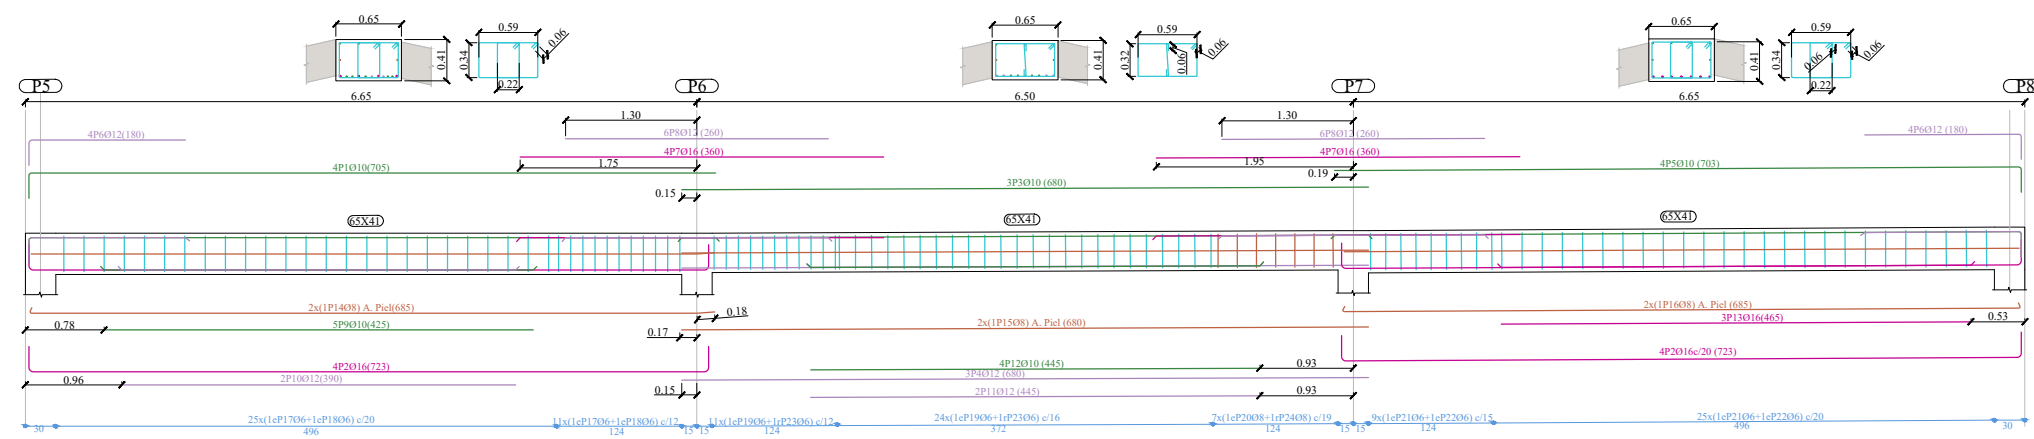 0.65
0.59
0.06
0.41
0.34
0.22
0.65
0.59
0.06
0.06
0.41
0.32
0.65
0.59
0.06
0.06
0.41
0.34
0.22
P5
P6
P7
P8
6.65
6.50
6.65
1.30
1.30
4P6Ø12(180)
6P8Ø12 (260)
6P8Ø12 (260)
4P6Ø12 (180)
4P7Ø16 (360)
4P7Ø16 (360)
1.75
1.95
4P1Ø10(705)
4P5Ø10 (703)
0.19
0.15
3P3Ø10 (680)
65X41
65X41
65X41
2x(1P14Ø8) A. Piel(685)
2x(1P16Ø8) A. Piel (685)
0.18
0.78
5P9Ø10(425)
0.17
2x(1P15Ø8) A. Piel (680)
3P13Ø16(465)
0.53
4P2Ø16(723)
4P12Ø10 (445)
0.93
4P2Ø16c/20 (723)
0.96
2P10Ø12(390)
0.15
3P4Ø12 (680)
2P11Ø12 (445)
0.93
25x(1eP17Ø6+1eP18Ø6) c/20
11x(1eP17Ø6+1eP18Ø6) c/12
11x(1eP19Ø6+1rP23Ø6) c/12
24x(1eP19Ø6+1rP23Ø6) c/16
7x(1eP20Ø8+1rP24Ø8) c/19
9x(1eP21Ø6+1eP22Ø6) c/15
25x(1eP21Ø6+1eP22Ø6) c/20
30
496
124
15
15
124
372
124
15
15
124
496
30